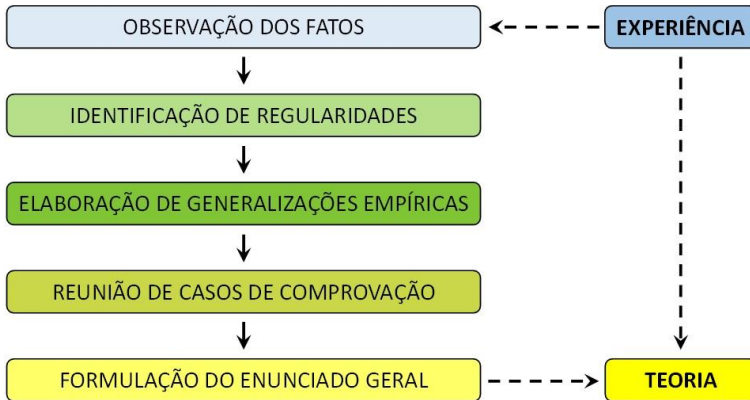 OBSERVAÇÃO DOS FATOS
EXPERIÊNCIA
IDENTIFICAÇÃO DE REGULARIDADES
ELABORAÇÃO DE GENERALIZAÇÕES EMPÍRICAS
REUNIÃO DE CASOS DE COMPROVAÇÃO
FORMULAÇÃO DO ENUNCIADO GERAL
TEORIA